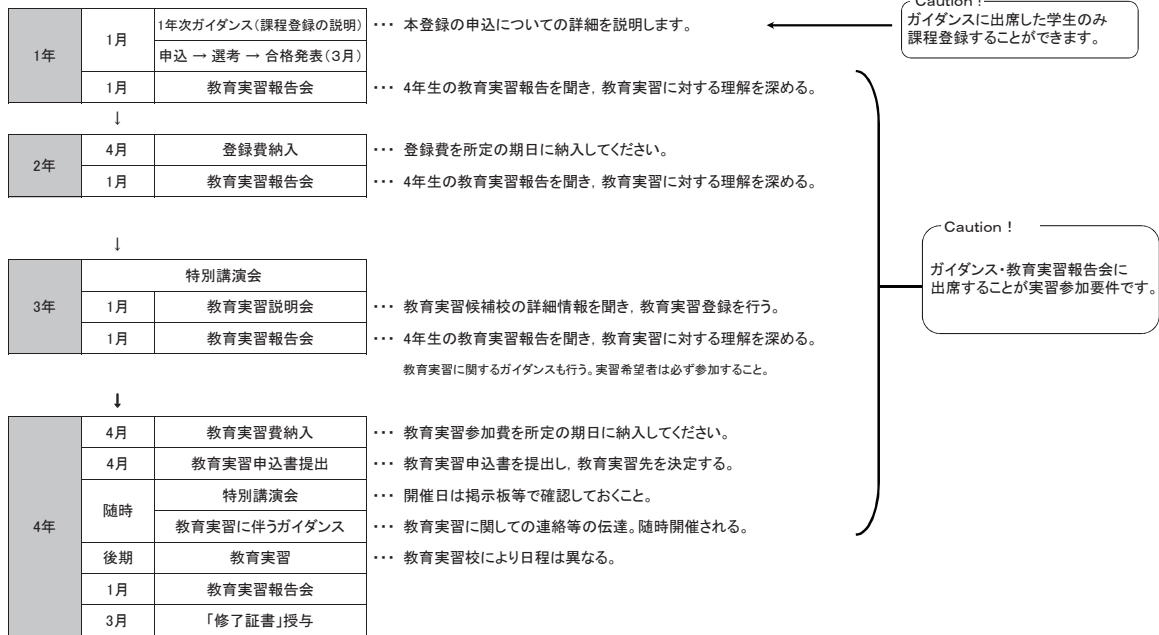 Caution！
ガイダンスに出席した学生のみ
課程登録することができます。
1年
1月
1年次ガイダンス（課程登録の説明）
・・・ 本登録の申込についての詳細を説明します。
申込 → 選考 → 合格発表（3月）
1月
教育実習報告会
・・・ 4年生の教育実習報告を聞き，教育実習に対する理解を深める。
↓
2年
4月
登録費納入
・・・ 登録費を所定の期日に納入してください。
1月
教育実習報告会
・・・ 4年生の教育実習報告を聞き，教育実習に対する理解を深める。
↓
Caution！
ガイダンス・教育実習報告会に
出席することが実習参加要件です。
3年
特別講演会
1月
教育実習説明会
・・・ 教育実習候補校の詳細情報を聞き，教育実習登録を行う。
1月
教育実習報告会
・・・ 4年生の教育実習報告を聞き，教育実習に対する理解を深める。
教育実習に関するガイダンスも行う。実習希望者は必ず参加すること。
↓
4年
4月
教育実習費納入
・・・ 教育実習参加費を所定の期日に納入してください。
4月
教育実習申込書提出
・・・ 教育実習申込書を提出し，教育実習先を決定する。
随時
特別講演会
・・・ 開催日は掲示板等で確認しておくこと。
教育実習に伴うガイダンス
・・・ 教育実習に関しての連絡等の伝達。随時開催される。
後期
教育実習
・・・ 教育実習校により日程は異なる。
1月
教育実習報告会
3月
「修了証書」授与